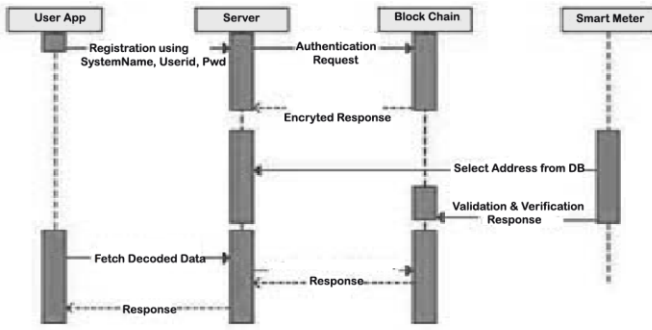 User App
Server
Block Chain
Smart Meter
Registration using
SystemName, Userid, Pwd
Authentication
Request
Encryted Response
Select Address from DB
Validation & Verification
Response
Fetch Decoded Data
Response
Response